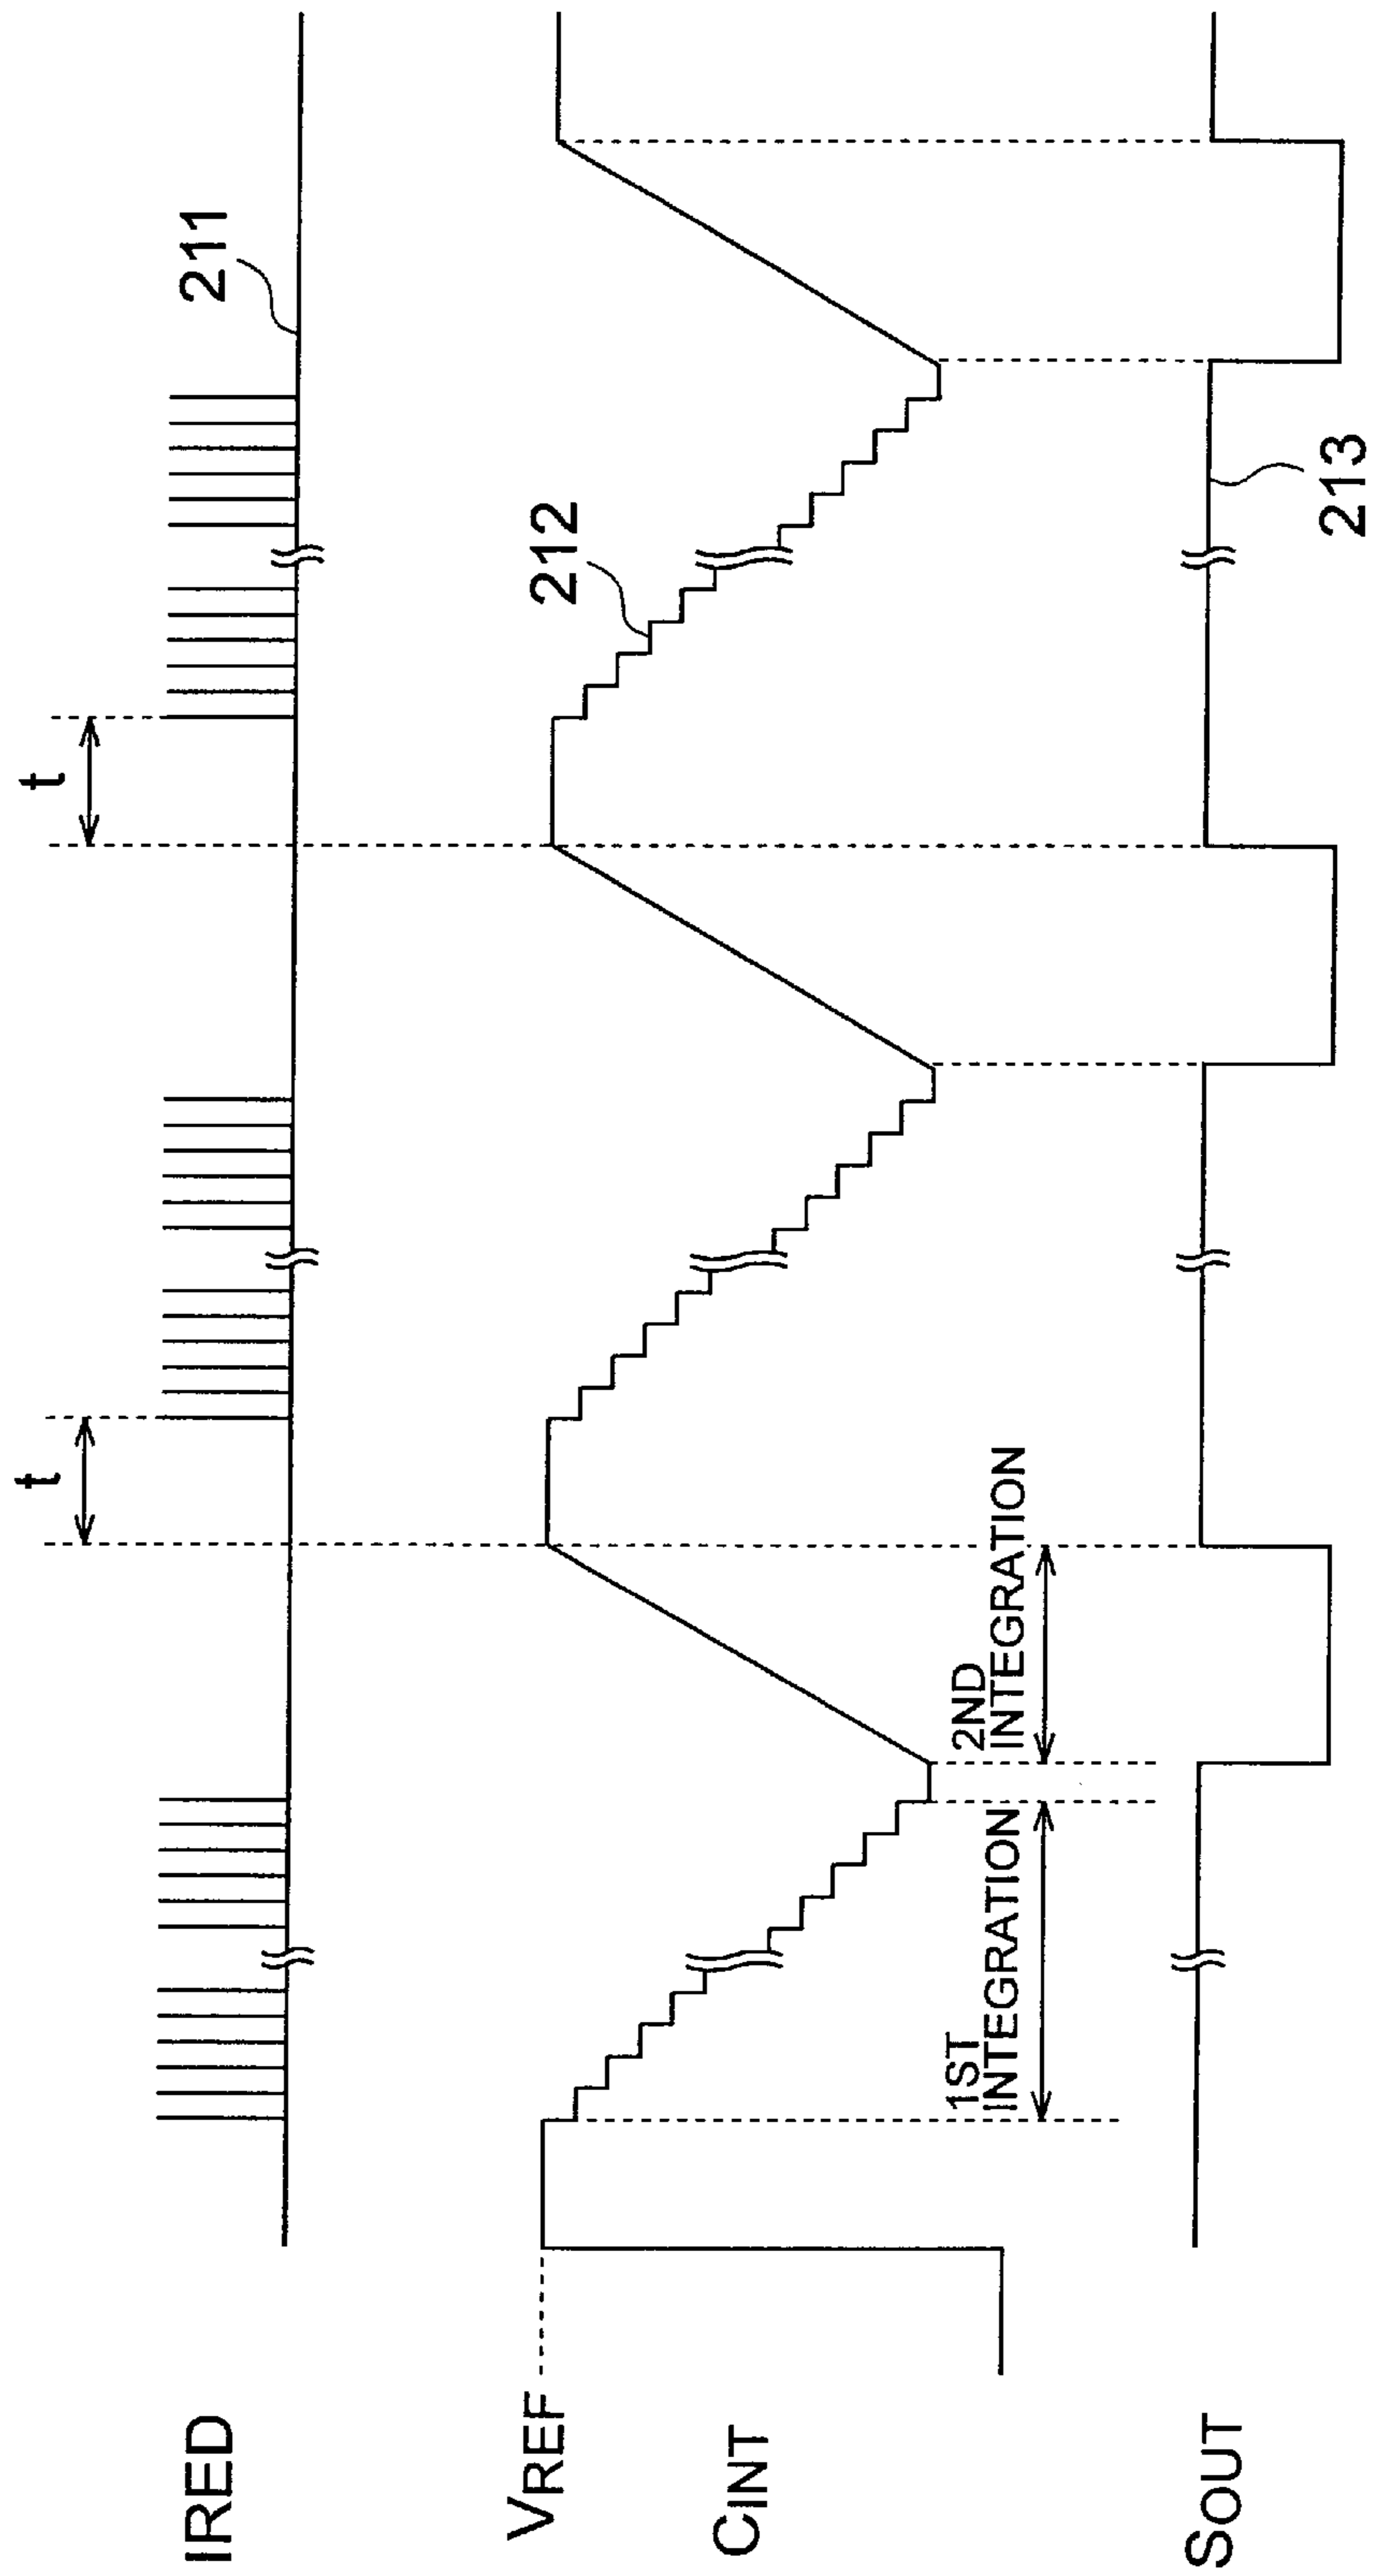 t
t
IRED
211
VREF
212
CINT
1ST
INTEGRATION
2ND
INTEGRATION
SOUT
213